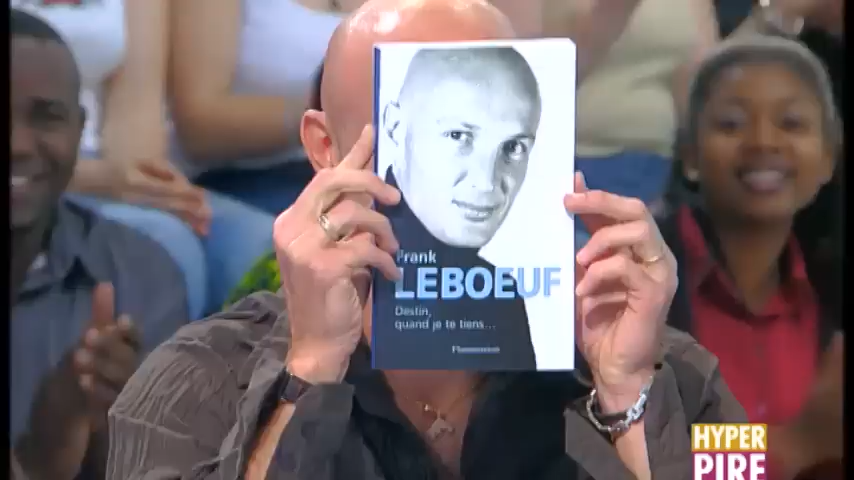 Frank
LEBOEUF
Destin,
quand je te tiens...
Flammarion
HYPER
PIRE